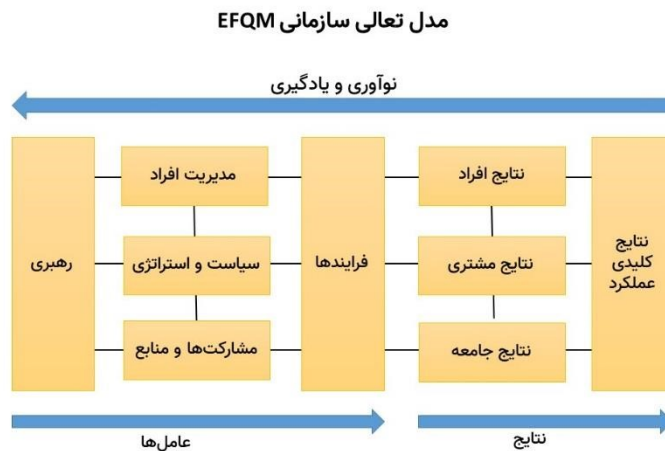 مدل تعالی سازمانی EFQM
نوآوری و یادگیری
رهبری
مدیریت افراد
سیاست و استراتژی
مشارکت‌ها و منابع
فرایندها
نتایج افراد
نتایج مشتری
نتایج جامعه
نتایج
کلیدی
عملکرد
عامل‌ها
نتایج